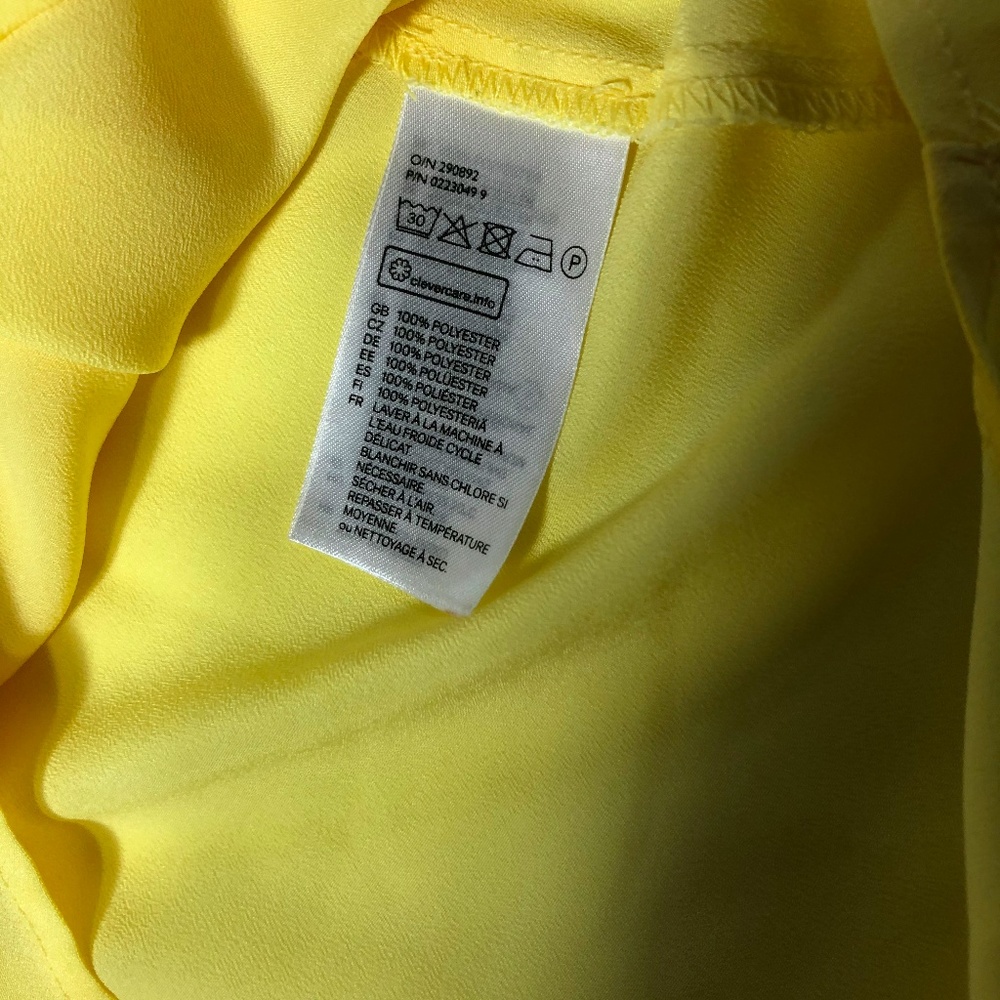 O/N 290892
P/N 0223049 9
30
P
clevercare.info
GB 100% POLYESTER
CZ 100% POLYESTER
DE 100% POLYESTER
EE 100% POLÜESTER
ES 100% POLIÉSTER
FI 100% POLYESTERIÄ
FR LAVER À LA MACHINE À
L'EAU FROIDE CYCLE
DÉLICAT
BLANCHIR SANS CHLORE SI
NÉCESSAIRE.
SÉCHER À L'AIR.
REPASSER À TEMPÉRATURE
MOYENNE.
ou NETTOYAGE À SEC.